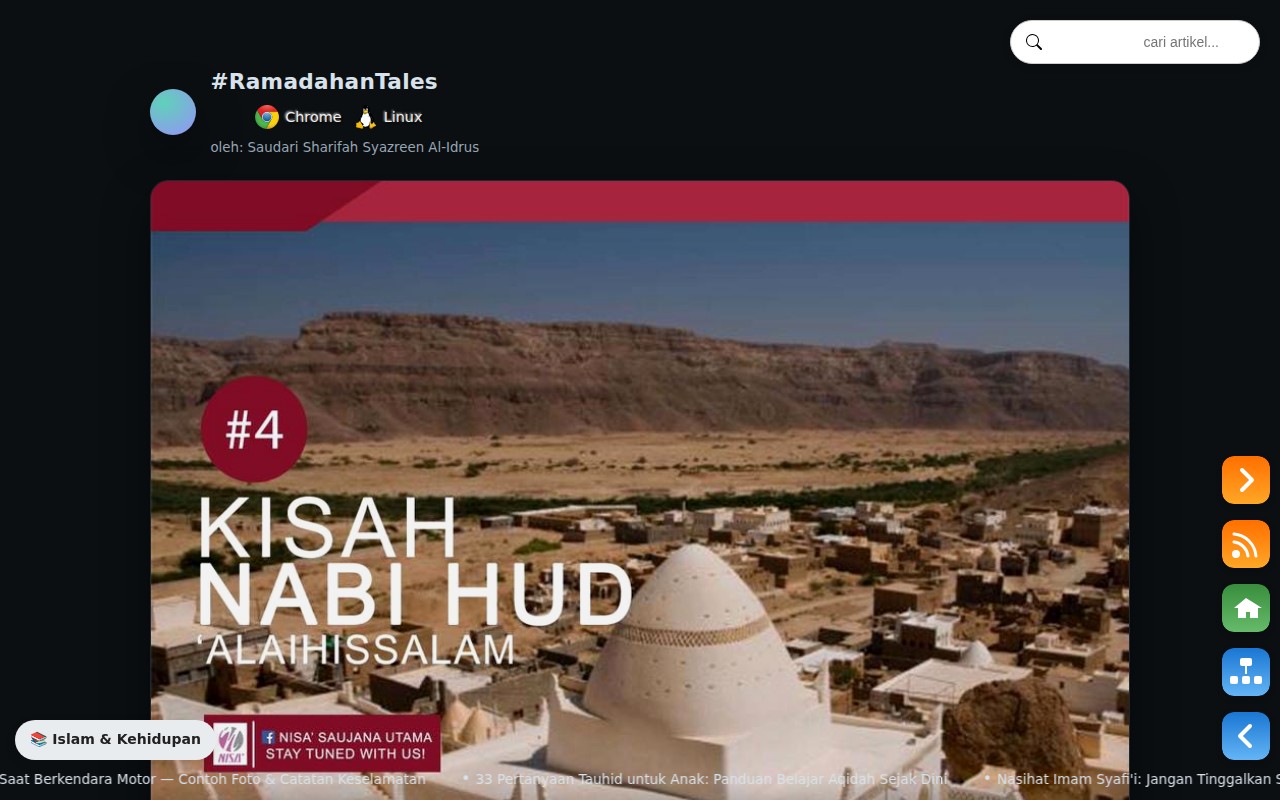 cari artikel...
#RamadahanTales
Chrome Linux
oleh: Saudari Sharifah Syazreen Al-Idrus
#4
KISAH
NABI HUD
‘ALAIHISSALAM
NISA' SAUJANA UTAMA
STAY TUNED WITH US!
NISA'
📚 Islam & Kehidupan
Saat Berkendara Motor — Contoh Foto & Catatan Keselamatan • 33 Pertanyaan Tauhid untuk Anak: Panduan Belajar Aqidah Sejak Dini • Nasihat Imam Syafi'i: Jangan Tinggalkan S